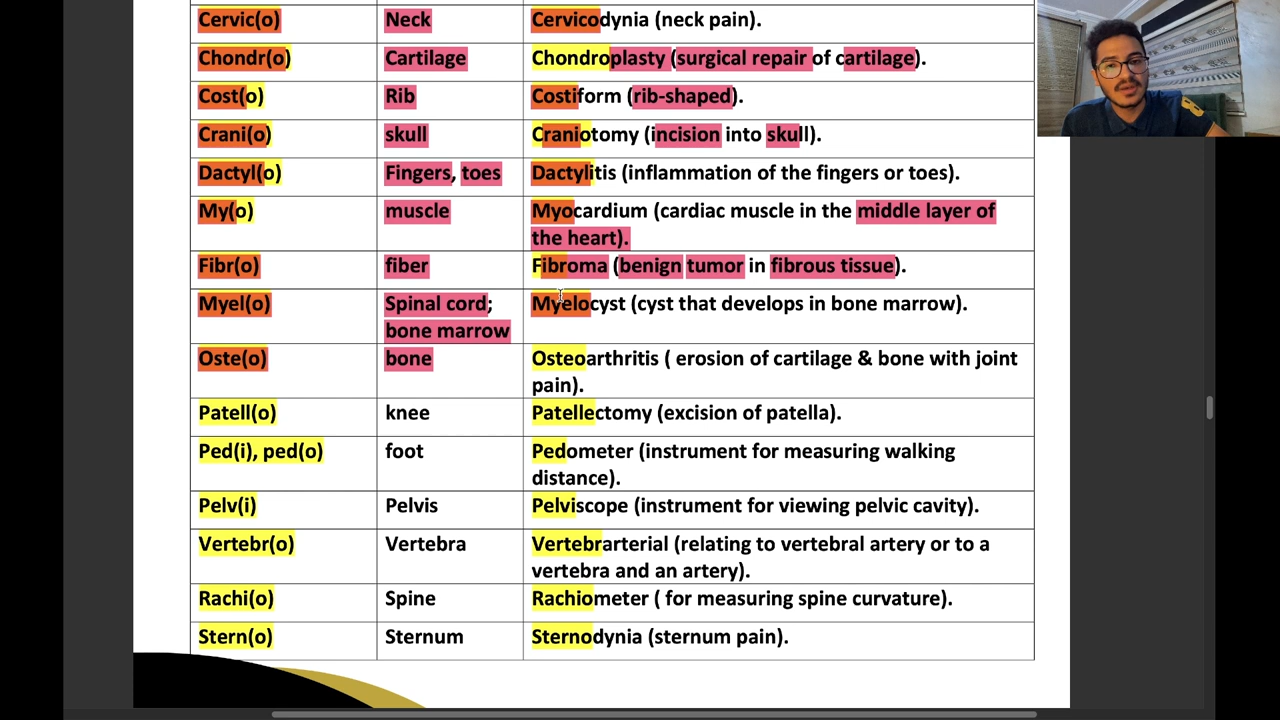 Cervic(o) Neck Cervicodynia (neck pain).
Chondr(o) Cartilage Chondroplasty (surgical repair of cartilage).
Cost(o) Rib Costiform (rib-shaped).
Crani(o) skull Craniotomy (incision into skull).
Dactyl(o) Fingers, toes Dactylitis (inflammation of the fingers or toes).
My(o) muscle Myocardium (cardiac muscle in the middle layer of
the heart).
Fibr(o) fiber Fibroma (benign tumor in fibrous tissue).
Myel(o) Spinal cord; Myelocyst (cyst that develops in bone marrow).
bone marrow
Oste(o) bone Osteoarthritis ( erosion of cartilage & bone with joint
pain).
Patell(o) knee Patellectomy (excision of patella).
Ped(i), ped(o) foot Pedometer (instrument for measuring walking
distance).
Pelv(i) Pelvis Pelviscope (instrument for viewing pelvic cavity).
Vertebr(o) Vertebra Vertebrarterial (relating to vertebral artery or to a
vertebra and an artery).
Rachi(o) Spine Rachiometer ( for measuring spine curvature).
Stern(o) Sternum Sternodynia (sternum pain).